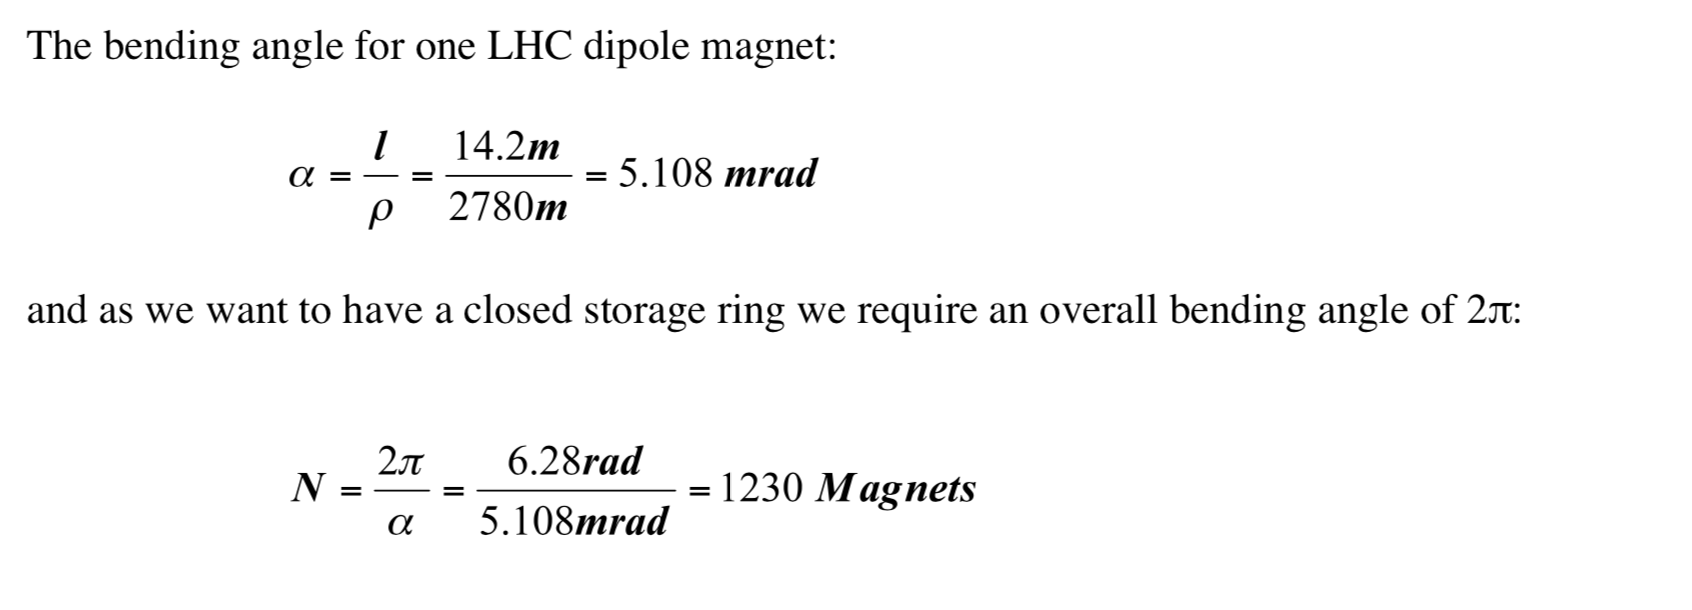 The bending angle for one LHC dipole magnet:
α = l/ρ = 14.2m/2780m = 5.108 mrad
and as we want to have a closed storage ring we require an overall bending angle of 2π:
N = 2π/α = 6.28rad/5.108mrad = 1230 Magnets